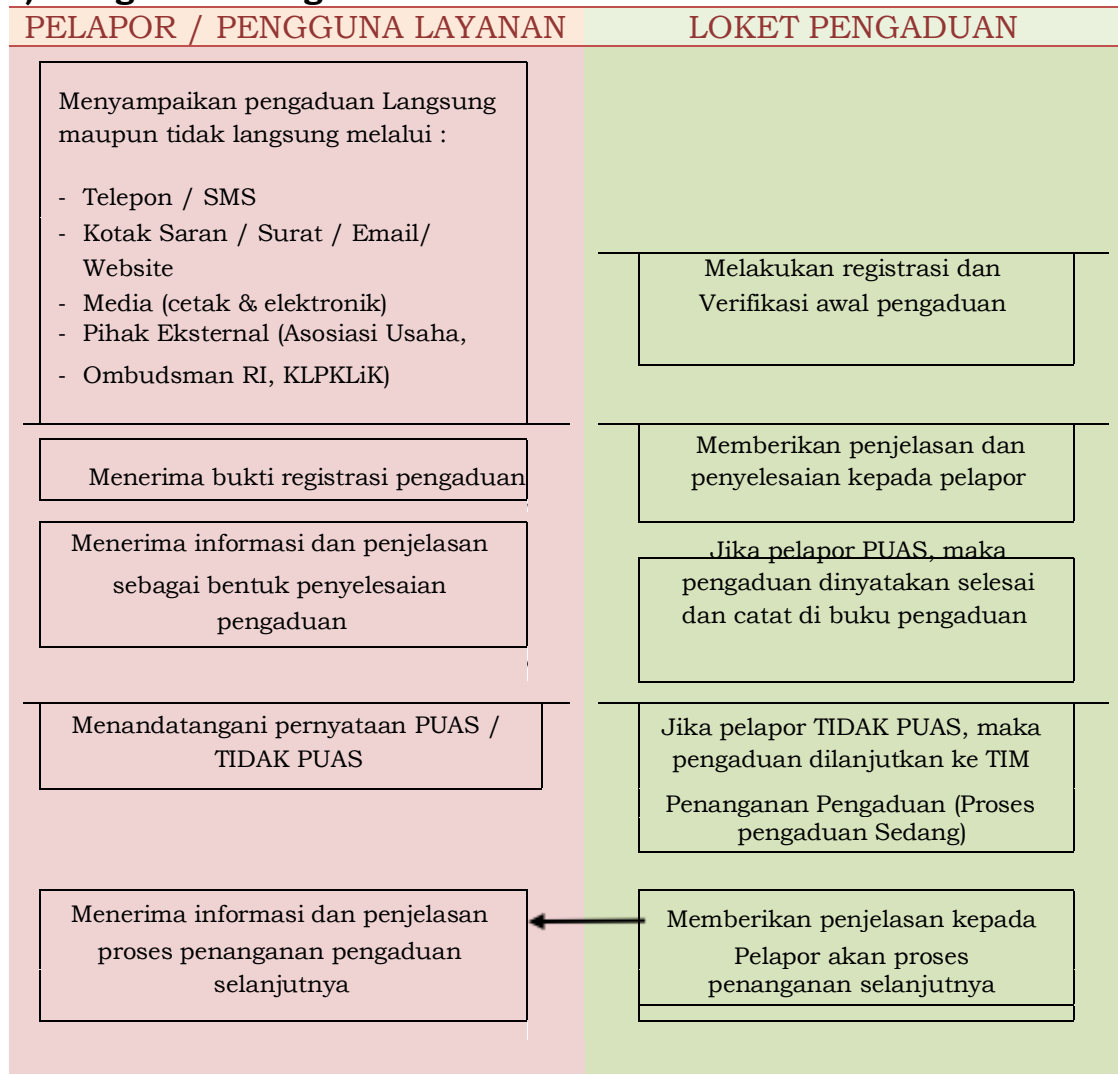 PELAPOR / PENGGUNA LAYANAN
Menyampaikan pengaduan Langsung
maupun tidak langsung melalui :
- Telepon / SMS
- Kotak Saran / Surat / Email/
Website
- Media (cetak & elektronik)
- Pihak Eksternal (Asosiasi Usaha,
- Ombudsman RI, KLPKLiK)
Menerima bukti registrasi pengaduan
Menerima informasi dan penjelasan
sebagai bentuk penyelesaian
pengaduan
Menandatangani pernyataan PUAS /
TIDAK PUAS
Menerima informasi dan penjelasan
proses penanganan pengaduan
selanjutnya
LOKET PENGADUAN
Melakukan registrasi dan
Verifikasi awal pengaduan
Memberikan penjelasan dan
penyelesaian kepada pelapor
Jika pelapor PUAS, maka
pengaduan dinyatakan selesai
dan catat di buku pengaduan
Jika pelapor TIDAK PUAS, maka
pengaduan dilanjutkan ke TIM
Penanganan Pengaduan (Proses
pengaduan Sedang)
Memberikan penjelasan kepada
Pelapor akan proses
penanganan selanjutnya